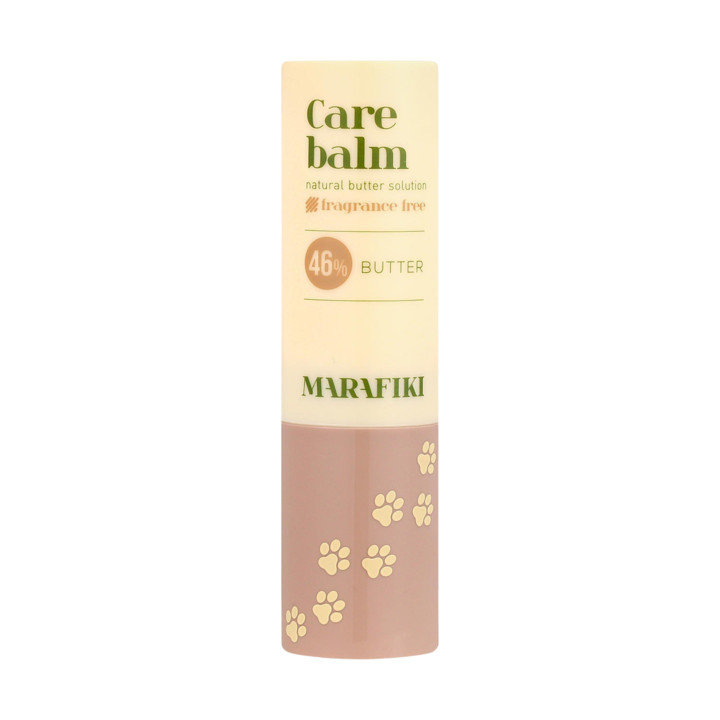 Care
balm
natural butter solution
fragrance free
46% BUTTER
MARAFIKI